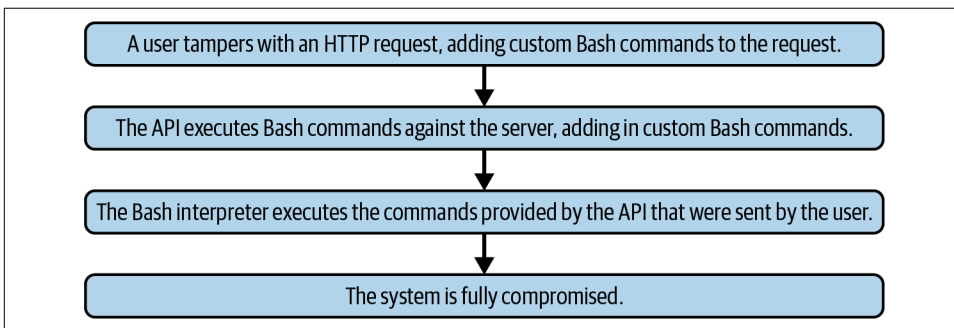 A user tampers with an HTTP request, adding custom Bash commands to the request.
The API executes Bash commands against the server, adding in custom Bash commands.
The Bash interpreter executes the commands provided by the API that were sent by the user.
The system is fully compromised.